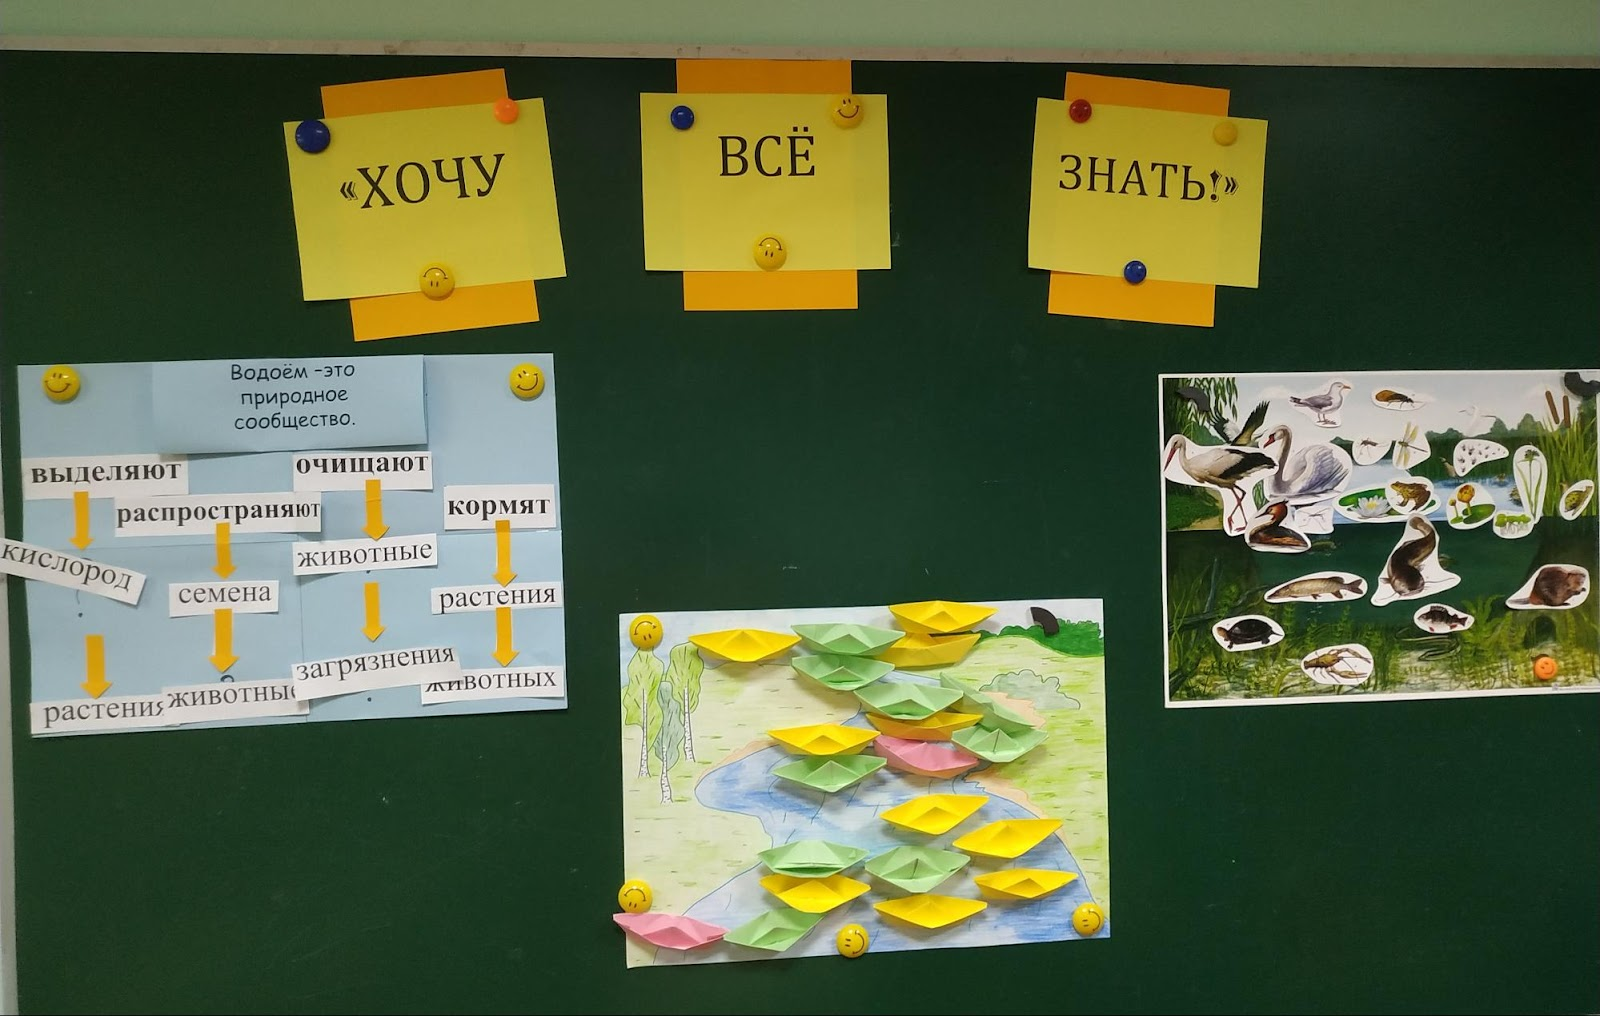 «ХОЧУ
ВСЁ
ЗНАТЬ!»
Водоём –это
природное
сообщество.
выделяют
кислород
растения
распространяют
семена
животные
очищают
животные
загрязнения
кормят
растения
животных